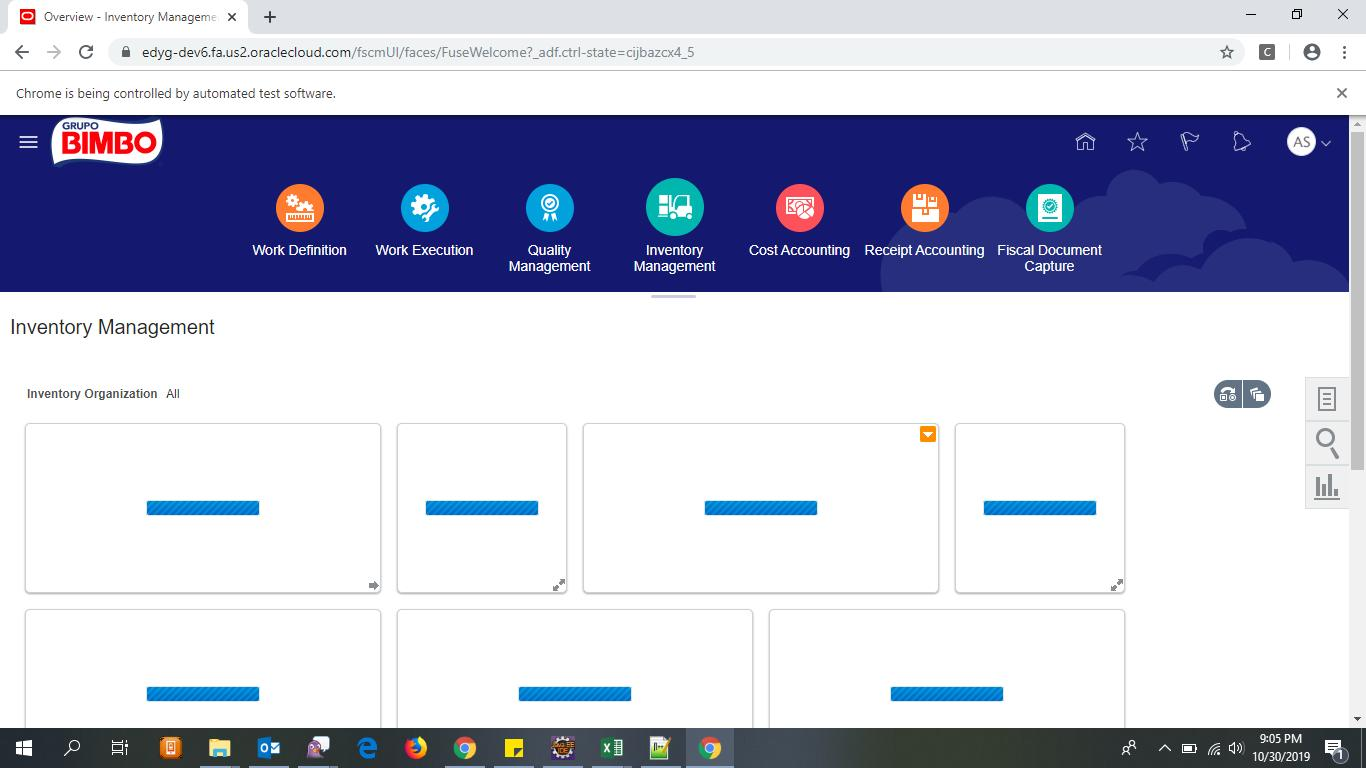 Overview - Inventory Manageme
edyg-dev6.fa.us2.oraclecloud.com/fscmUI/faces/FuseWelcome?_adf.ctrl-state=cijbazcx4_5
C
Chrome is being controlled by automated test software.
GRUPO
BIMBO
AS
Work Definition
Work Execution
Quality
Management
Inventory
Management
Cost Accounting
Receipt Accounting
Fiscal Document
Capture
Inventory Management
Inventory Organization All
9:05 PM
10/30/2019
1